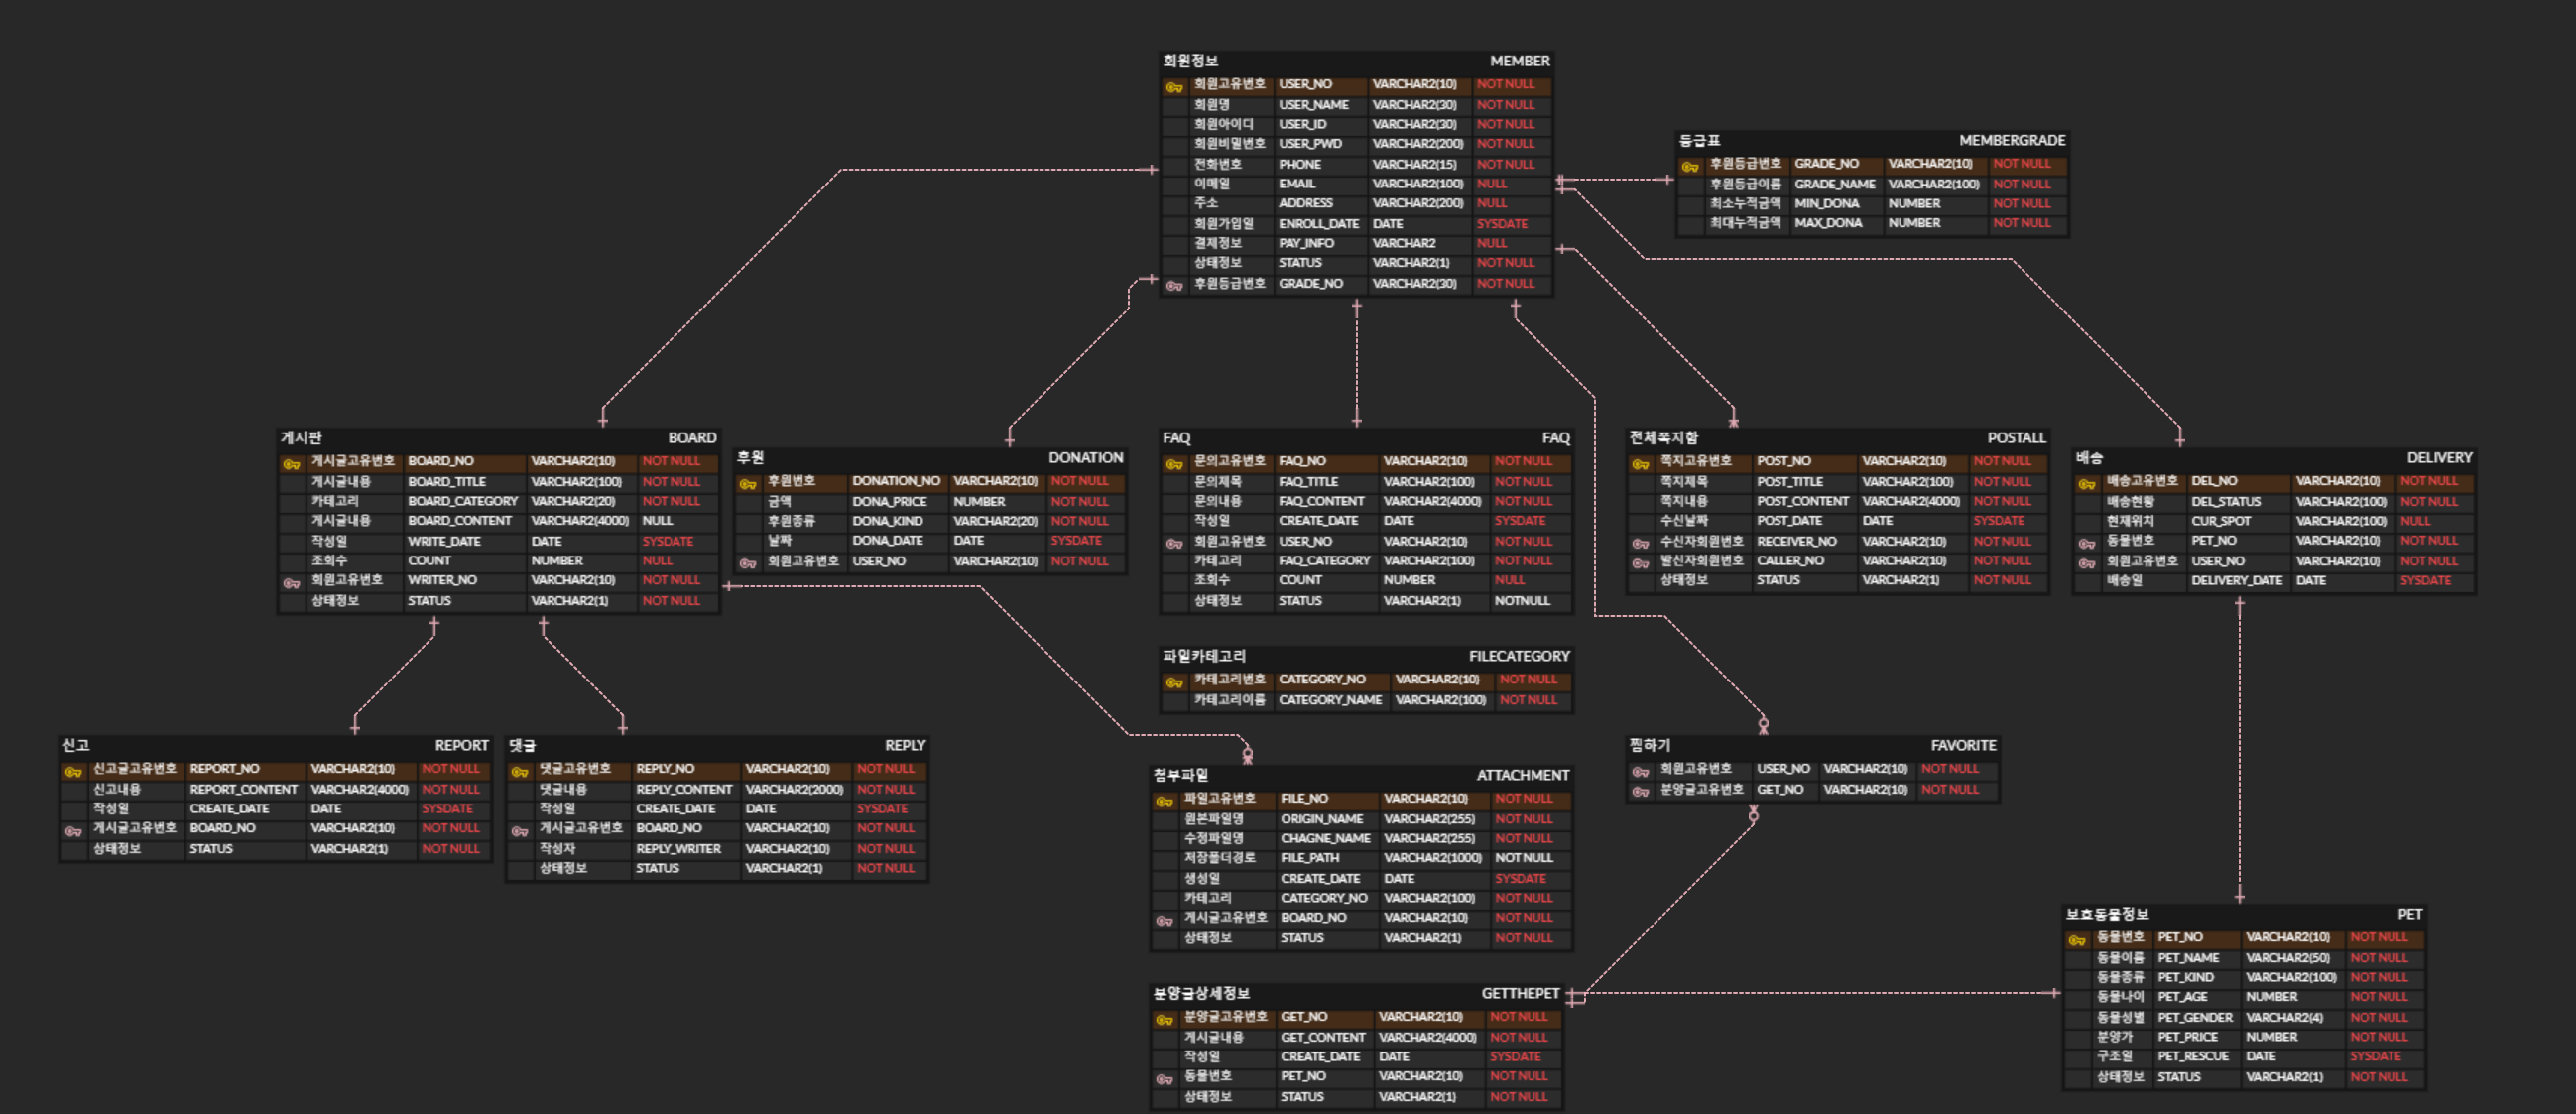 회원정보 MEMBER
회원고유번호 USER_NO VARCHAR2(10) NOT NULL
회원명 USER_NAME VARCHAR2(30) NOT NULL
회원아이디 USER_ID VARCHAR2(30) NOT NULL
회원비밀번호 USER_PWD VARCHAR2(200) NOT NULL
전화번호 PHONE VARCHAR2(15) NOT NULL
이메일 EMAIL VARCHAR2(100) NULL
주소 ADDRESS VARCHAR2(200) NULL
회원가입일 ENROLL_DATE DATE SYSDATE
결제정보 PAY_INFO VARCHAR2 NULL
상태정보 STATUS VARCHAR2(1) NOT NULL
후원등급번호 GRADE_NO VARCHAR2(30) NOT NULL
등급표 MEMBERGRADE
후원등급번호 GRADE_NO VARCHAR2(10) NOT NULL
후원등급이름 GRADE_NAME VARCHAR2(100) NOT NULL
최소누적금액 MIN_DONA NUMBER NOT NULL
최대누적금액 MAX_DONA NUMBER NOT NULL
게시판 BOARD
게시글고유번호 BOARD_NO VARCHAR2(10) NOT NULL
게시글내용 BOARD_TITLE VARCHAR2(100) NOT NULL
카테고리 BOARD_CATEGORY VARCHAR2(20) NOT NULL
게시글내용 BOARD_CONTENT VARCHAR2(4000) NULL
작성일 WRITE_DATE DATE SYSDATE
조회수 COUNT NUMBER NULL
회원고유번호 WRITER_NO VARCHAR2(10) NOT NULL
상태정보 STATUS VARCHAR2(1) NOT NULL
후원 DONATION
후원번호 DONATION_NO VARCHAR2(10) NOT NULL
금액 DONA_PRICE NUMBER NOT NULL
후원종류 DONA_KIND VARCHAR2(20) NOT NULL
날짜 DONA_DATE DATE SYSDATE
회원고유번호 USER_NO VARCHAR2(10) NOT NULL
FAQ FAQ
문의고유번호 FAQ_NO VARCHAR2(10) NOT NULL
문의제목 FAQ_TITLE VARCHAR2(100) NOT NULL
문의내용 FAQ_CONTENT VARCHAR2(4000) NOT NULL
작성일 CREATE_DATE DATE SYSDATE
회원고유번호 USER_NO VARCHAR2(10) NOT NULL
카테고리 FAQ_CATEGORY VARCHAR2(100) NOT NULL
조회수 COUNT NUMBER NULL
상태정보 STATUS VARCHAR2(1) NOTNULL
전체쪽지함 POSTALL
쪽지고유번호 POST_NO VARCHAR2(10) NOT NULL
쪽지제목 POST_TITLE VARCHAR2(100) NOT NULL
쪽지내용 POST_CONTENT VARCHAR2(4000) NOT NULL
수신날짜 POST_DATE DATE SYSDATE
수신자회원번호 RECEIVER_NO VARCHAR2(10) NOT NULL
발신자회원번호 CALLER_NO VARCHAR2(10) NOT NULL
상태정보 STATUS VARCHAR2(1) NOT NULL
배송 DELIVERY
배송고유번호 DEL_NO VARCHAR2(10) NOT NULL
배송현황 DEL_STATUS VARCHAR2(100) NOT NULL
현재위치 CUR_SPOT VARCHAR2(100) NULL
동물번호 PET_NO VARCHAR2(10) NOT NULL
회원고유번호 USER_NO VARCHAR2(10) NOT NULL
배송일 DELIVERY_DATE DATE SYSDATE
파일카테고리 FILECATEGORY
카테고리번호 CATEGORY_NO VARCHAR2(10) NOT NULL
카테고리이름 CATEGORY_NAME VARCHAR2(100) NOT NULL
신고 REPORT
신고글고유번호 REPORT_NO VARCHAR2(10) NOT NULL
신고내용 REPORT_CONTENT VARCHAR2(4000) NOT NULL
작성일 CREATE_DATE DATE SYSDATE
게시글고유번호 BOARD_NO VARCHAR2(10) NOT NULL
상태정보 STATUS VARCHAR2(1) NOT NULL
댓글 REPLY
댓글고유번호 REPLY_NO VARCHAR2(10) NOT NULL
댓글내용 REPLY_CONTENT VARCHAR2(2000) NOT NULL
작성일 CREATE_DATE DATE SYSDATE
게시글고유번호 BOARD_NO VARCHAR2(10) NOT NULL
작성자 REPLY_WRITER VARCHAR2(10) NOT NULL
상태정보 STATUS VARCHAR2(1) NOT NULL
첨부파일 ATTACHMENT
파일고유번호 FILE_NO VARCHAR2(10) NOT NULL
원본파일명 ORIGIN_NAME VARCHAR2(255) NOT NULL
수정파일명 CHAGNE_NAME VARCHAR2(255) NOT NULL
저장폴더경로 FILE_PATH VARCHAR2(1000) NOT NULL
생성일 CREATE_DATE DATE SYSDATE
카테고리 CATEGORY_NO VARCHAR2(100) NOT NULL
게시글고유번호 BOARD_NO VARCHAR2(10) NOT NULL
상태정보 STATUS VARCHAR2(1) NOT NULL
찜하기 FAVORITE
회원고유번호 USER_NO VARCHAR2(10) NOT NULL
분양글고유번호 GET_NO VARCHAR2(10) NOT NULL
분양글상세정보 GETTHEPET
분양글고유번호 GET_NO VARCHAR2(10) NOT NULL
게시글내용 GET_CONTENT VARCHAR2(4000) NOT NULL
작성일 CREATE_DATE DATE SYSDATE
동물번호 PET_NO VARCHAR2(10) NOT NULL
상태정보 STATUS VARCHAR2(1) NOT NULL
보호동물정보 PET
동물번호 PET_NO VARCHAR2(10) NOT NULL
동물이름 PET_NAME VARCHAR2(50) NOT NULL
동물종류 PET_KIND VARCHAR2(100) NOT NULL
동물나이 PET_AGE NUMBER NOT NULL
동물성별 PET_GENDER VARCHAR2(4) NOT NULL
분양가 PET_PRICE NUMBER NOT NULL
구조일 PET_RESCUE DATE SYSDATE
상태정보 STATUS VARCHAR2(1) NOT NULL